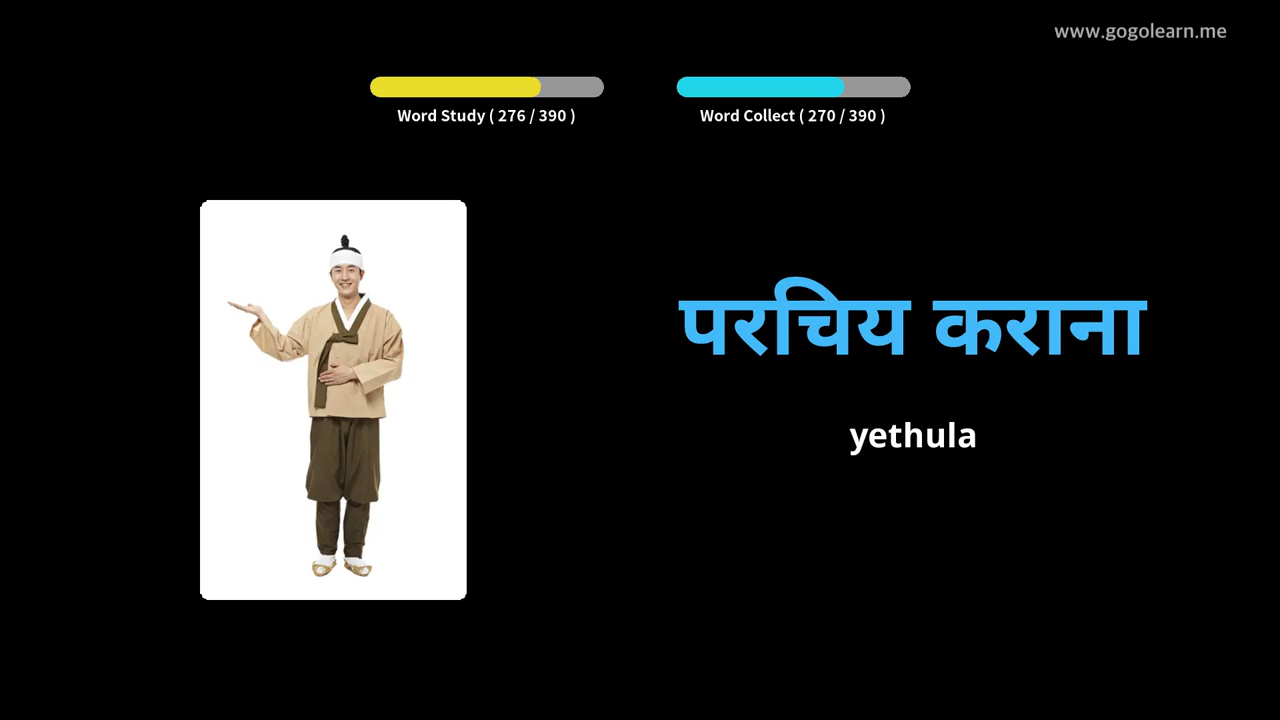 www.gogolearn.me
Word Study ( 276 / 390 )
Word Collect ( 270 / 390 )
परिचय कराना
yethula